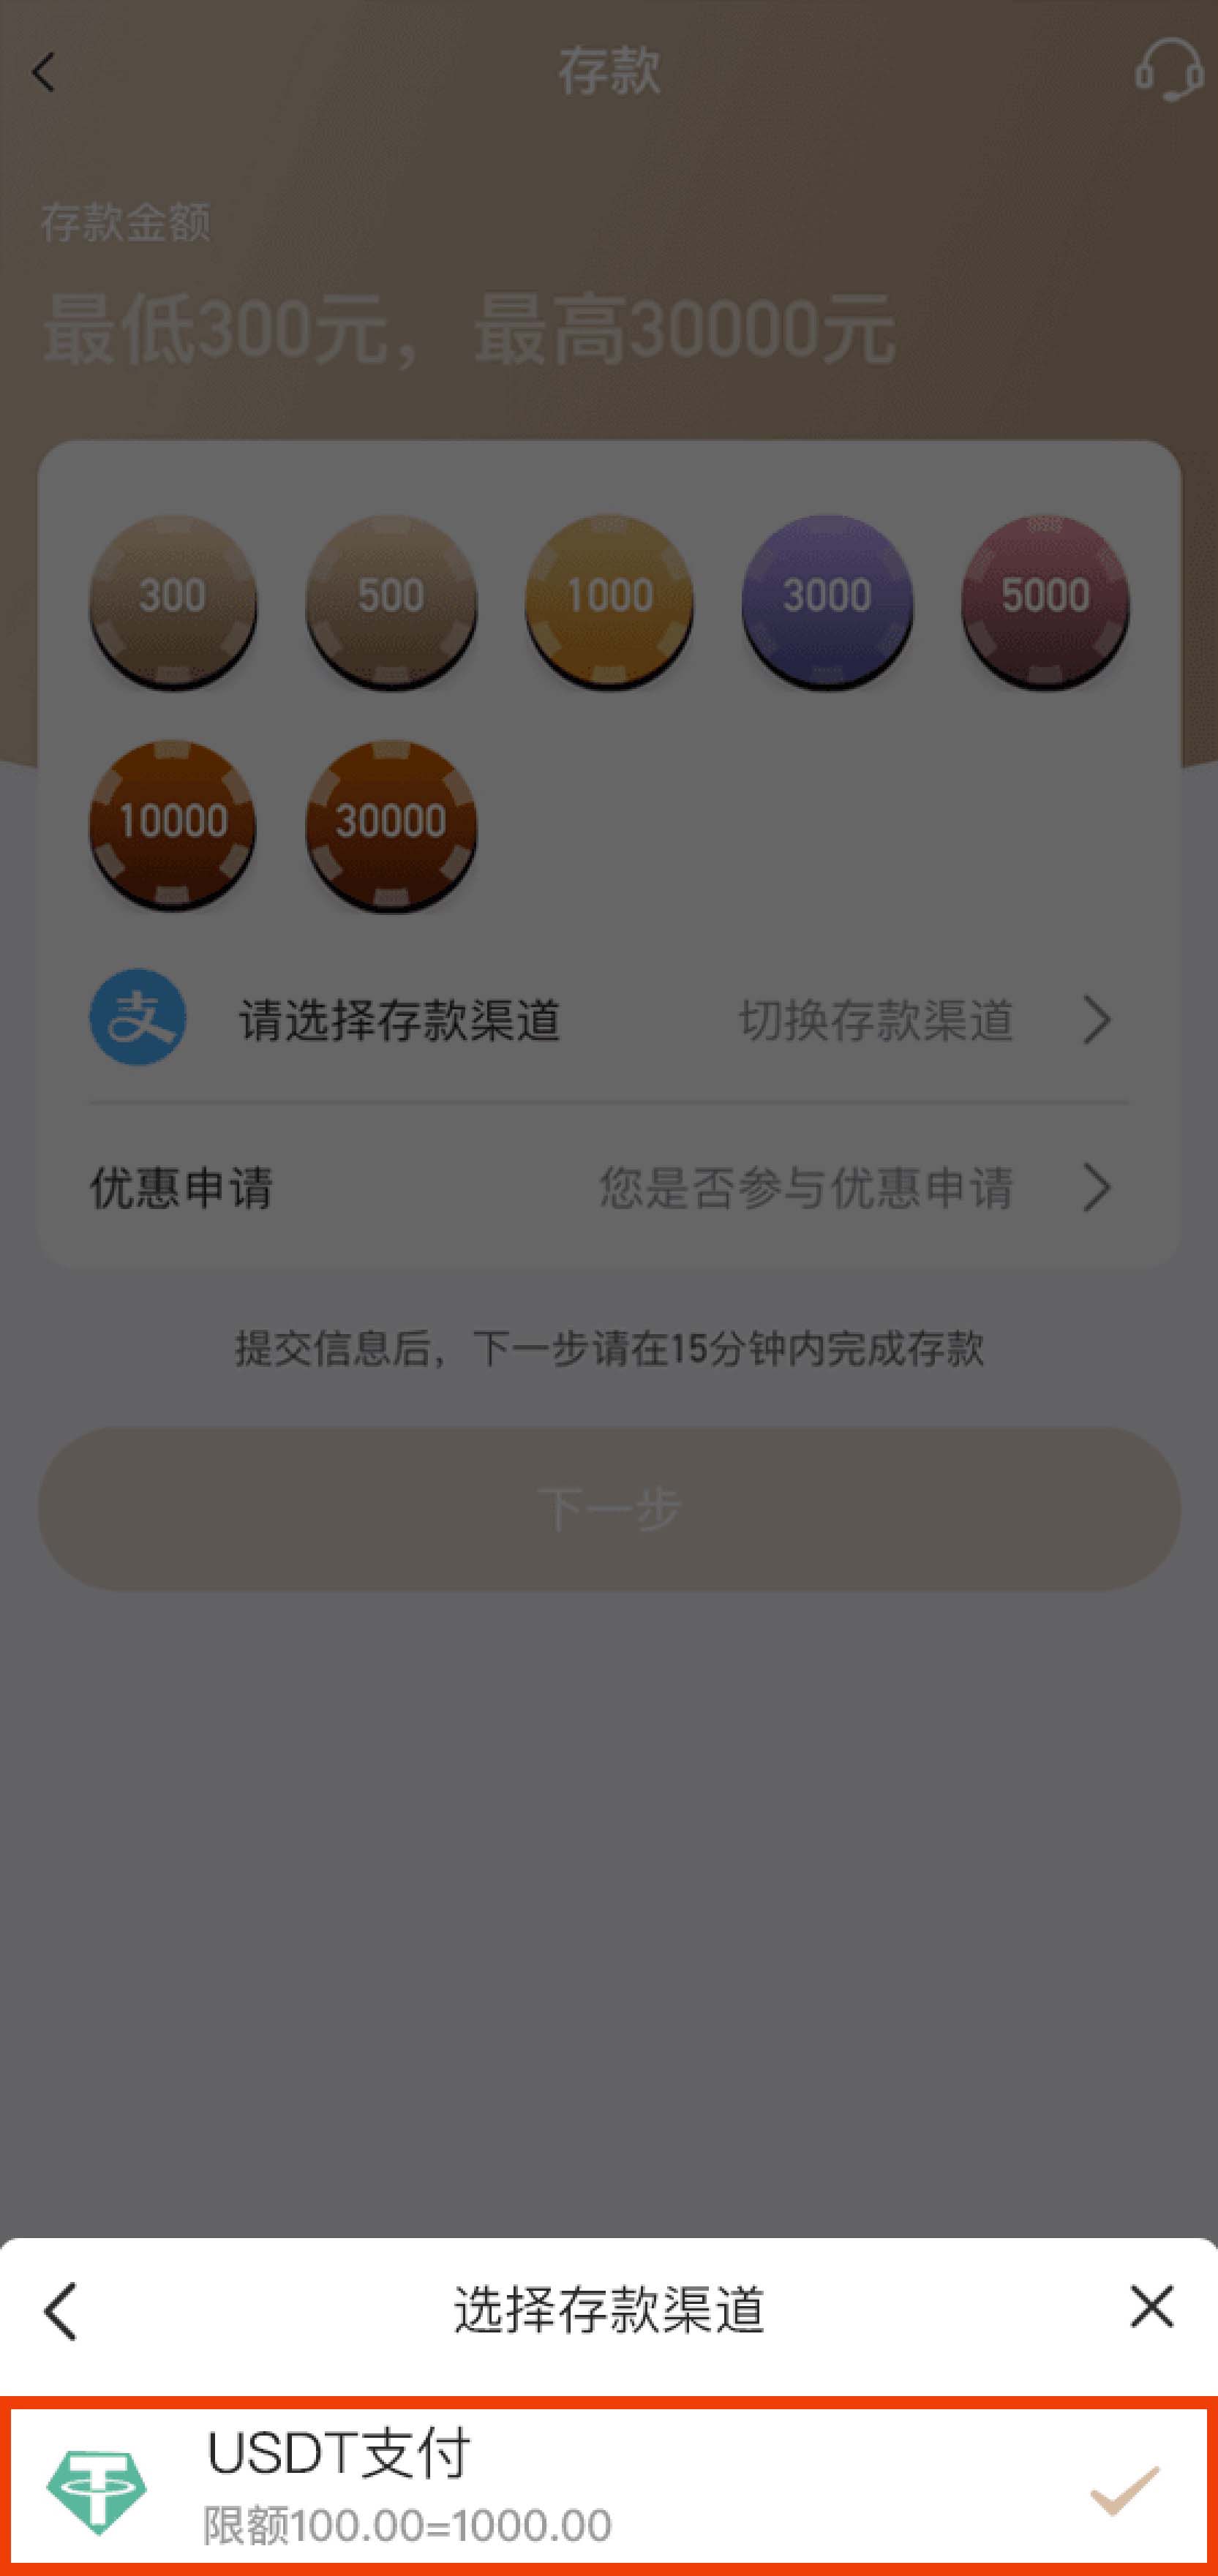 存款
存款金额
最低300元，最高30000元
300 500 1000 3000 5000
10000 30000
支 请选择存款渠道 切换存款渠道
优惠申请 您是否参与优惠申请
提交信息后，下一步请在15分钟内完成存款
下一步
选择存款渠道
USDT支付
限额100.00=1000.00